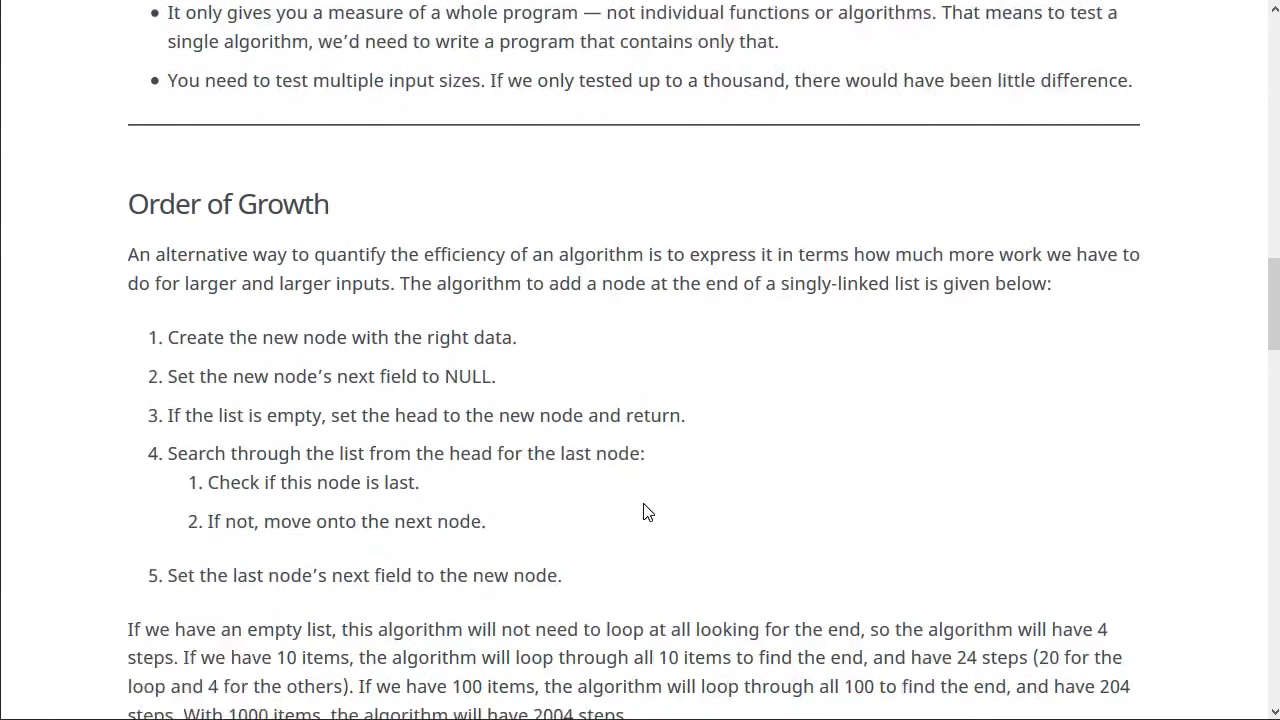 • It only gives you a measure of a whole program — not individual functions or algorithms. That means to test a
single algorithm, we’d need to write a program that contains only that.
• You need to test multiple input sizes. If we only tested up to a thousand, there would have been little difference.
Order of Growth
An alternative way to quantify the efficiency of an algorithm is to express it in terms how much more work we have to
do for larger and larger inputs. The algorithm to add a node at the end of a singly-linked list is given below:
1. Create the new node with the right data.
2. Set the new node’s next field to NULL.
3. If the list is empty, set the head to the new node and return.
4. Search through the list from the head for the last node:
1. Check if this node is last.
2. If not, move onto the next node.
5. Set the last node’s next field to the new node.
If we have an empty list, this algorithm will not need to loop at all looking for the end, so the algorithm will have 4
steps. If we have 10 items, the algorithm will loop through all 10 items to find the end, and have 24 steps (20 for the
loop and 4 for the others). If we have 100 items, the algorithm will loop through all 100 to find the end, and have 204
steps. With 1000 items, the algorithm will have 2004 steps.